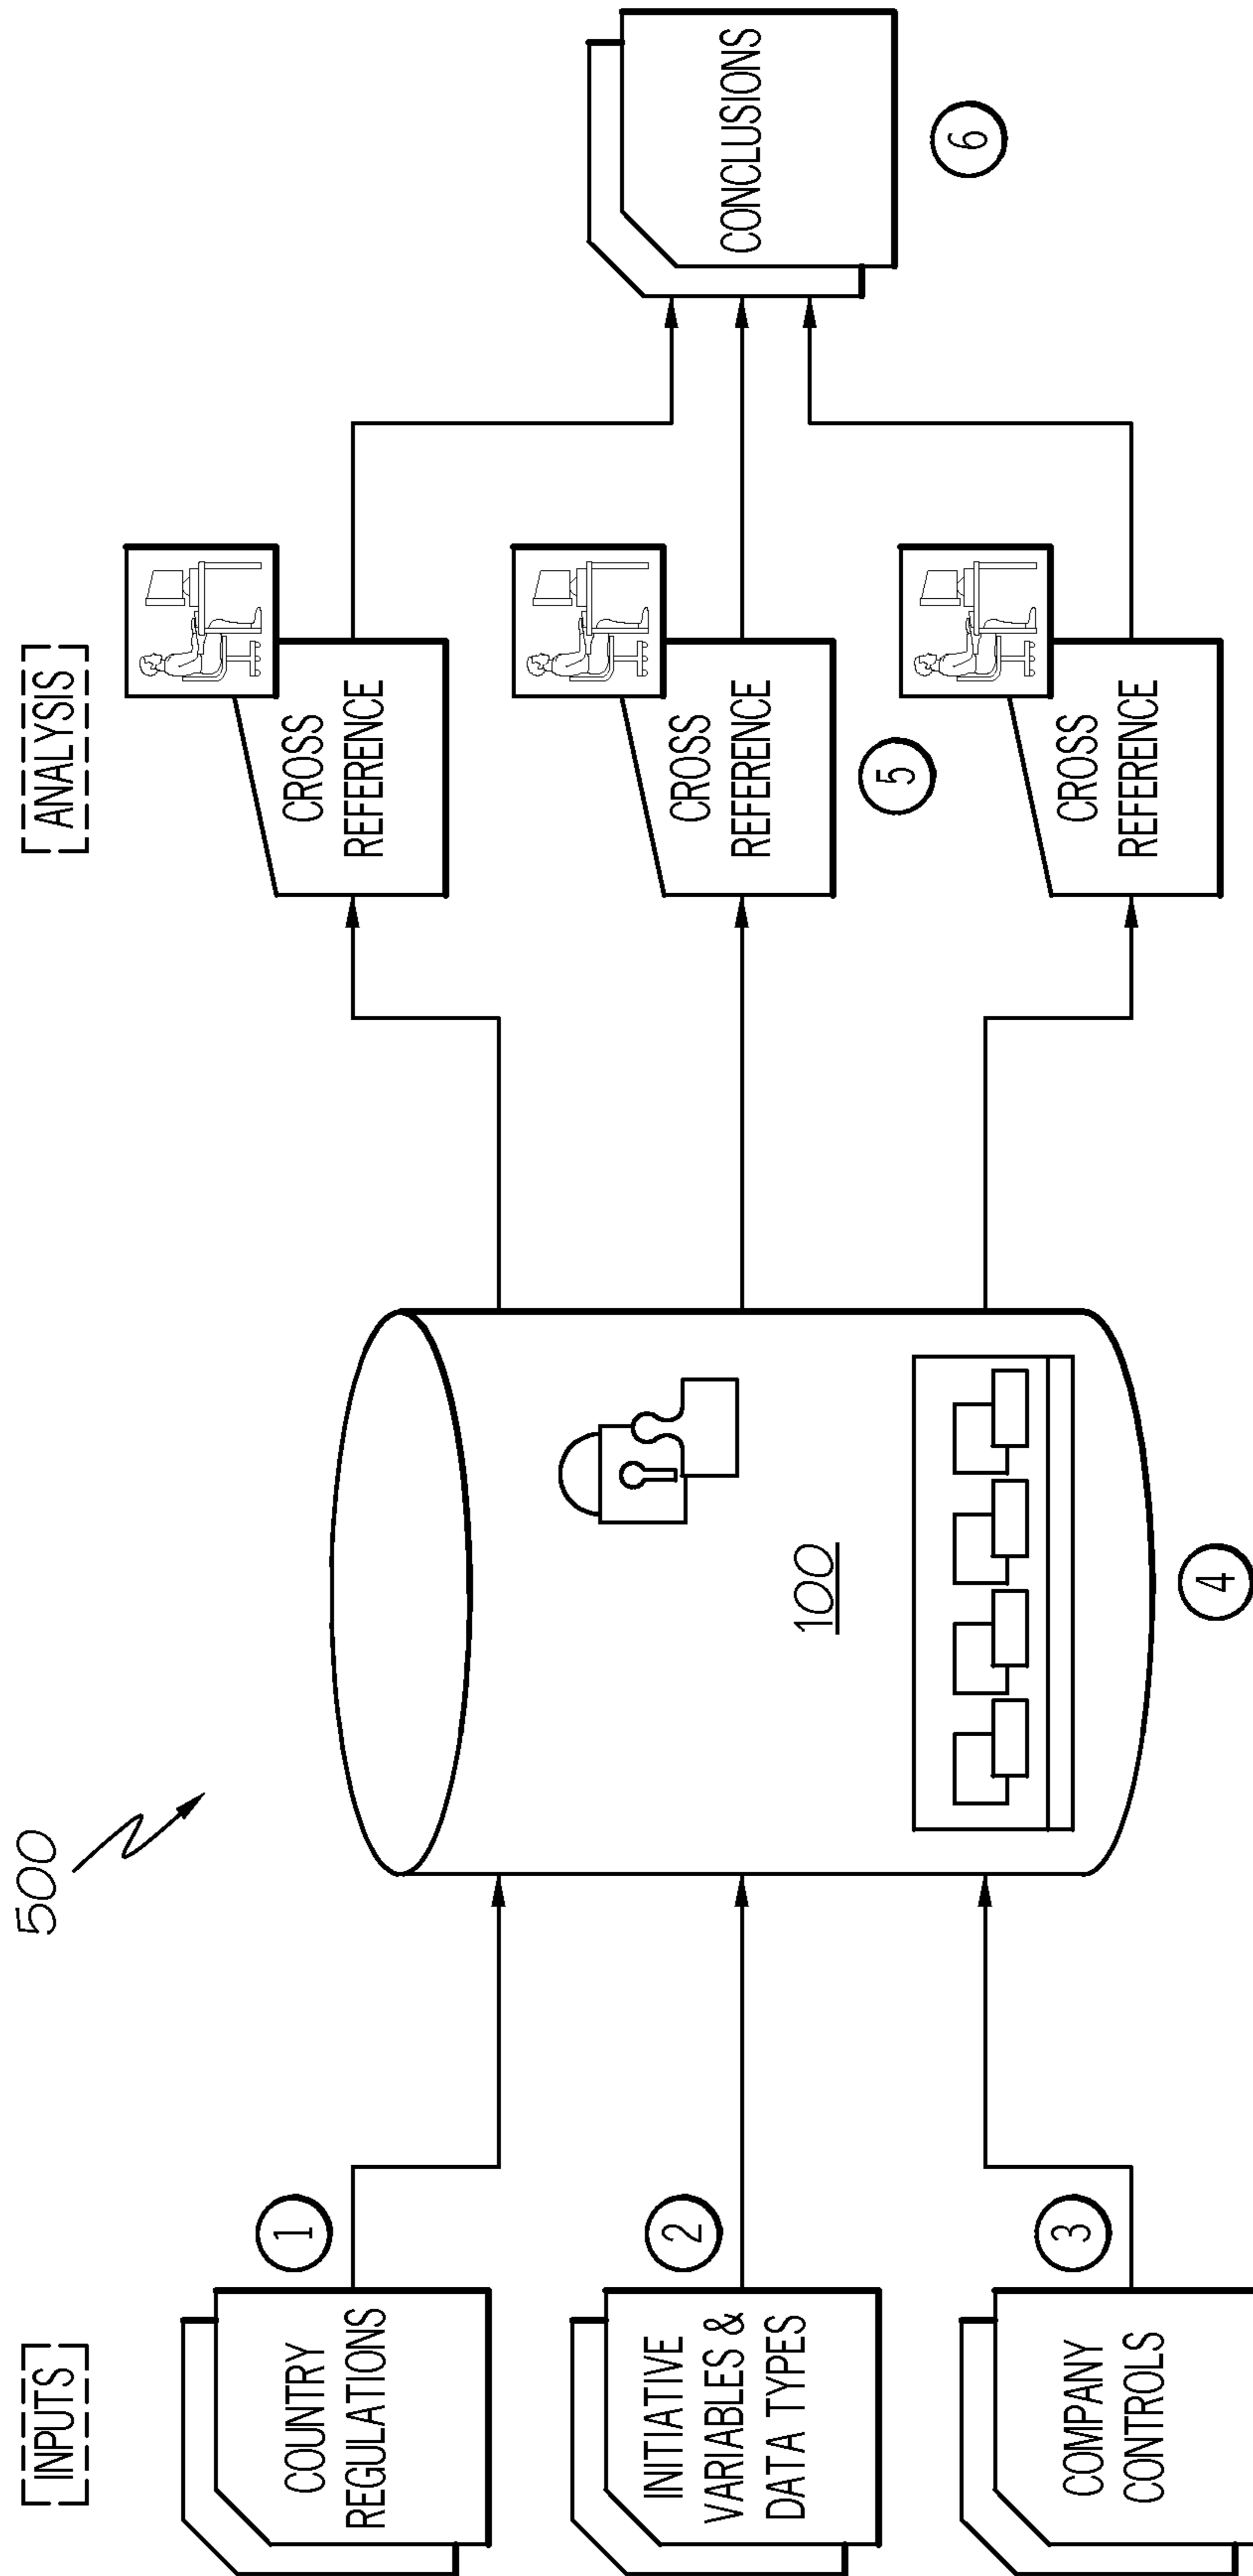 500
INPUTS
ANALYSIS
COUNTRY
REGULATIONS
1
INITIATIVE
VARIABLES &
DATA TYPES
2
COMPANY
CONTROLS
3
100
4
CROSS
REFERENCE
CROSS
REFERENCE
5
CROSS
REFERENCE
CONCLUSIONS
6